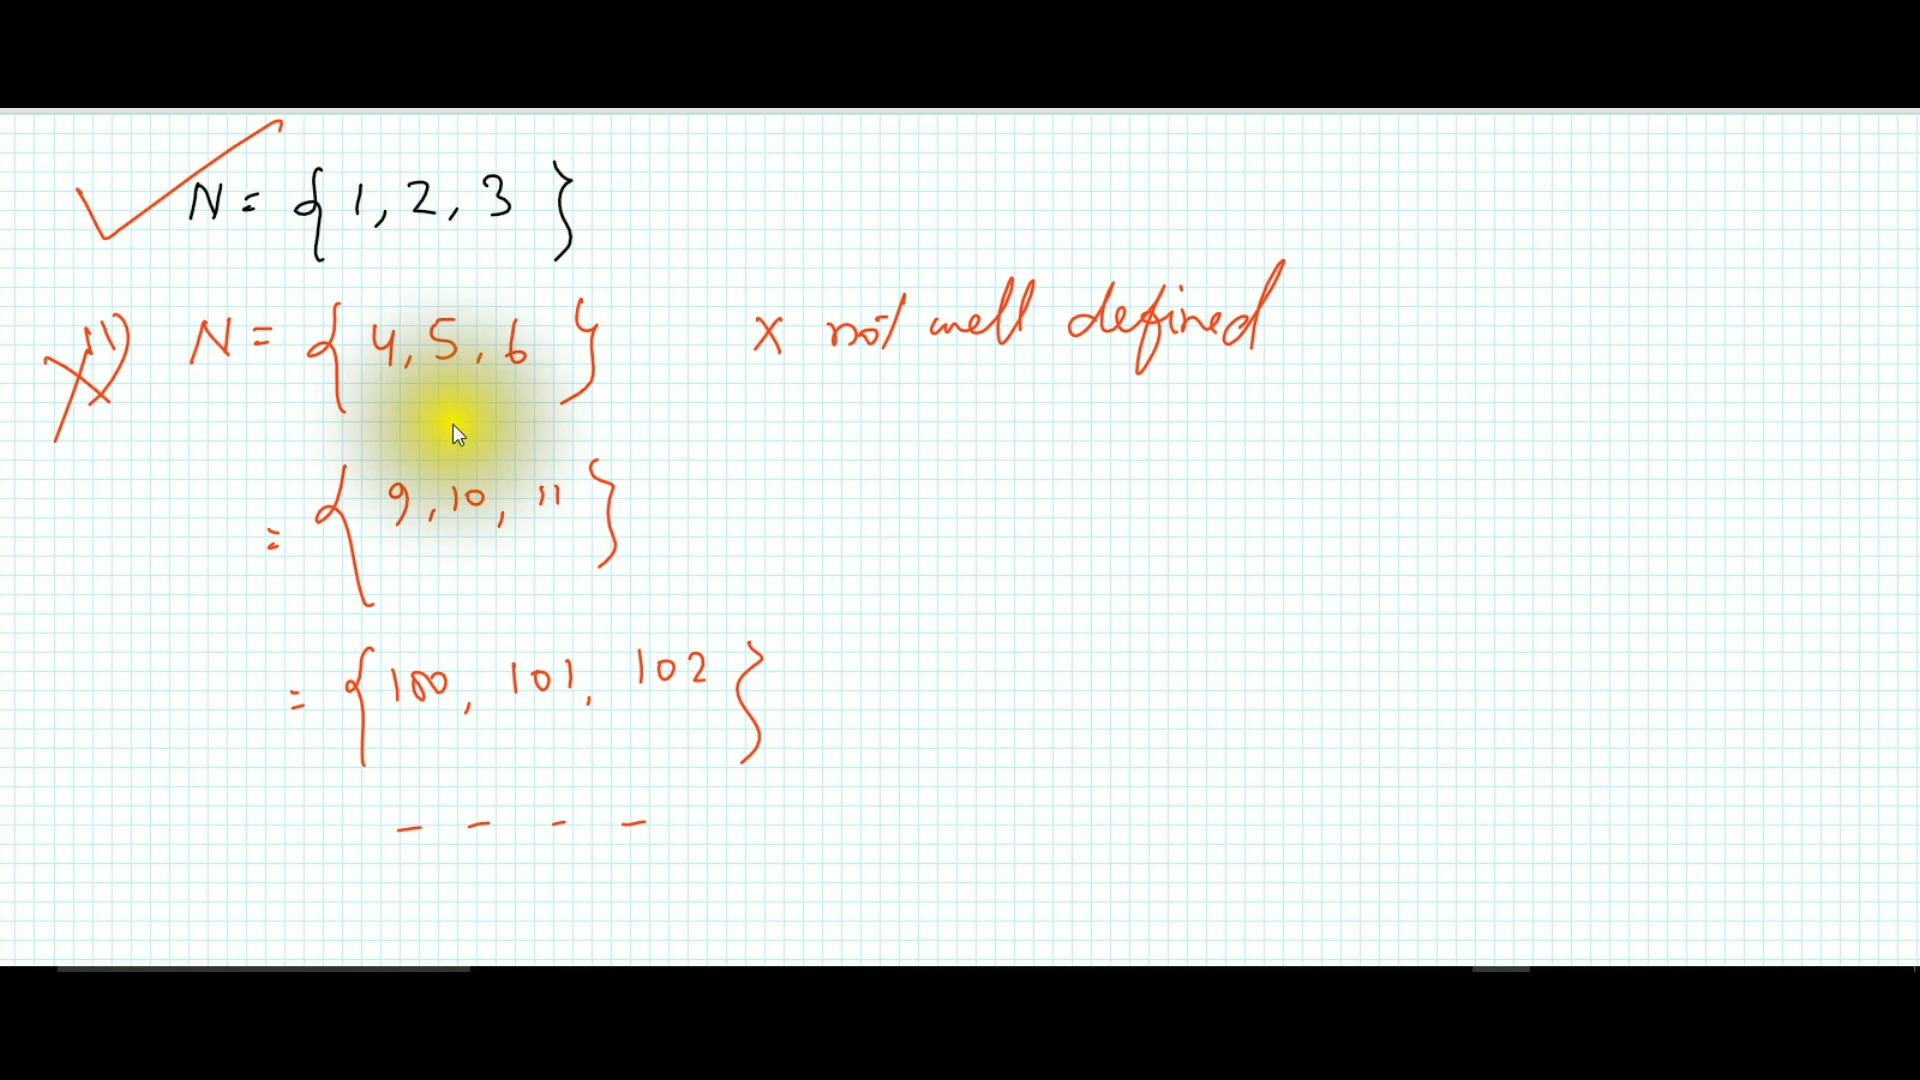 N = {1, 2, 3}
ii) N = {4, 5, 6} x not well defined
= {9, 10, 11}
= {100, 101, 102}
- - - -